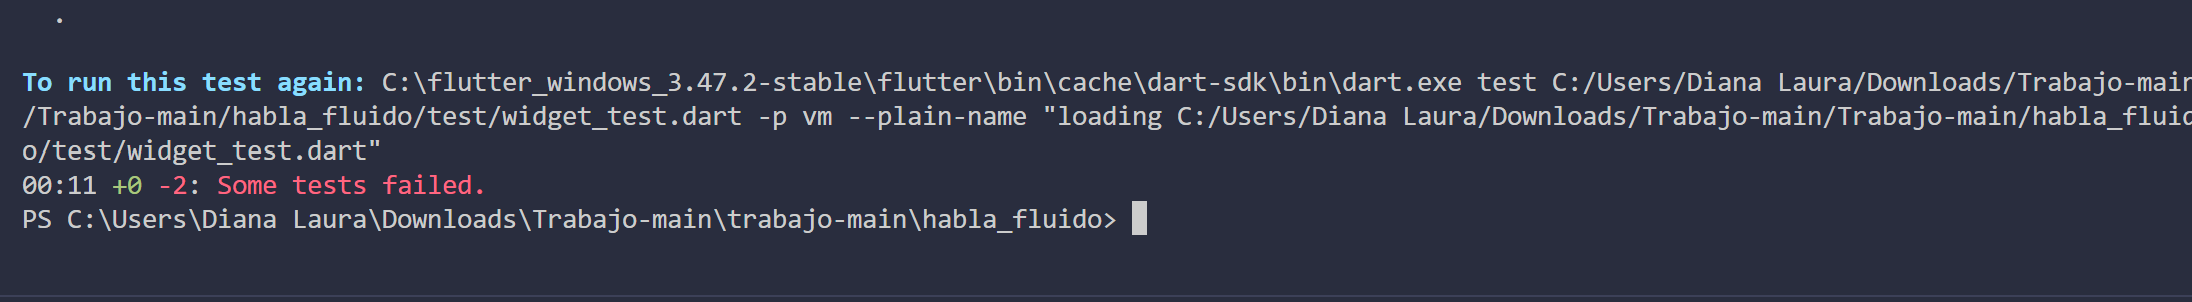 .
To run this test again: C:\flutter_windows_3.47.2-stable\flutter\bin\cache\dart-sdk\bin\dart.exe test C:/Users/Diana Laura/Downloads/Trabajo-main
/Trabajo-main/habla_fluido/test/widget_test.dart -p vm --plain-name "loading C:/Users/Diana Laura/Downloads/Trabajo-main/Trabajo-main/habla_fluid
o/test/widget_test.dart"
00:11 +0 -2: Some tests failed.
PS C:\Users\Diana Laura\Downloads\Trabajo-main\trabajo-main\habla_fluido>